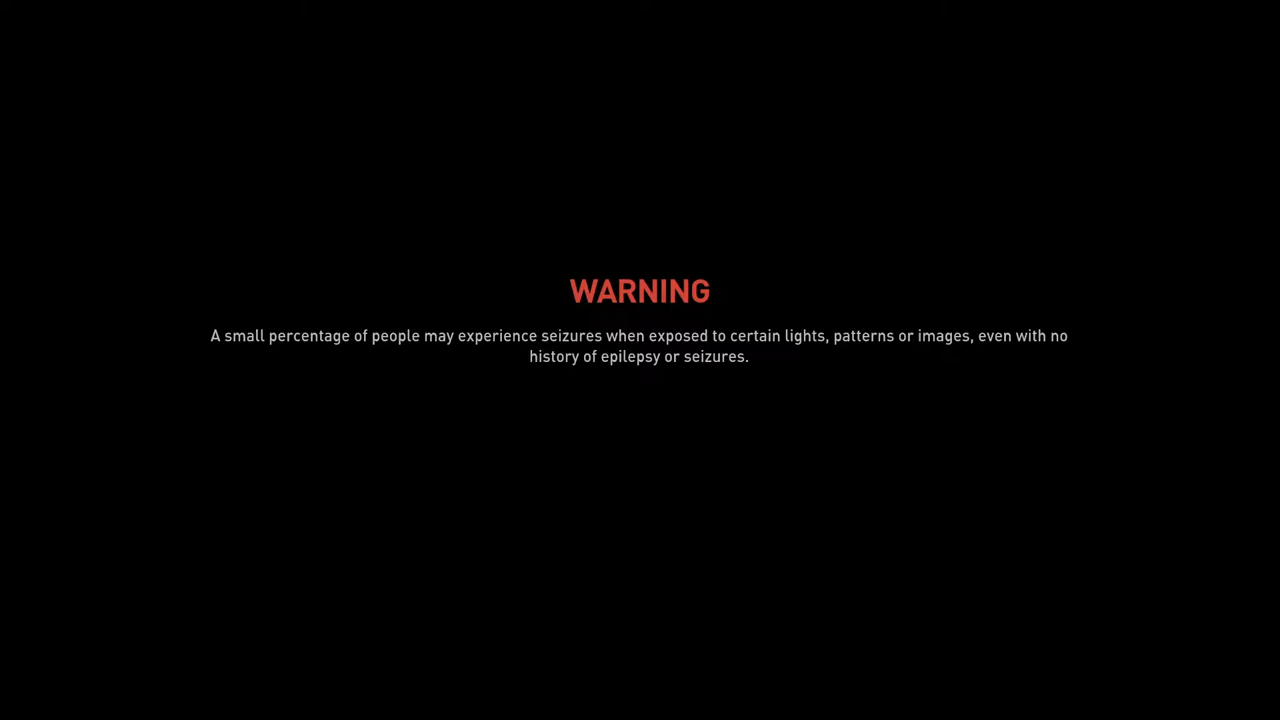 WARNING
A small percentage of people may experience seizures when exposed to certain lights, patterns or images, even with no
history of epilepsy or seizures.